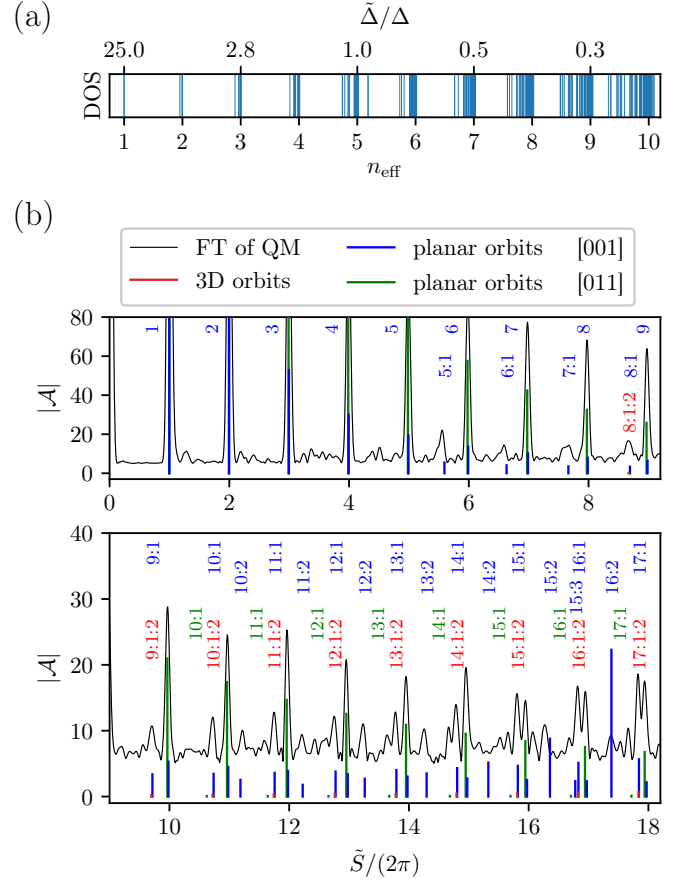 (a)
Δ̃/Δ
25.0 2.8 1.0 0.5 0.3
DOS
1 2 3 4 5 6 7 8 9 10
n_eff
(b)
FT of QM
planar orbits [001]
3D orbits
planar orbits [011]
80
60
40
20
0
|𝒜|
1 2 3 4 5 6 7 8 9
5:1 6:1 7:1 8:1
8:1:2
0 2 4 6 8
40
30
20
10
0
|𝒜|
9:1 10:1 11:1 12:1 13:1 14:1 15:1 16:1 17:1
10:2 11:2 12:2 13:2 14:2 15:2 15:3 16:2
10:1 11:1 12:1 13:1 14:1 15:1 16:1 17:1
9:1:2 10:1:2 11:1:2 12:1:2 13:1:2 14:1:2 15:1:2 16:1:2 17:1:2
10 12 14 16 18
S̃/(2π)